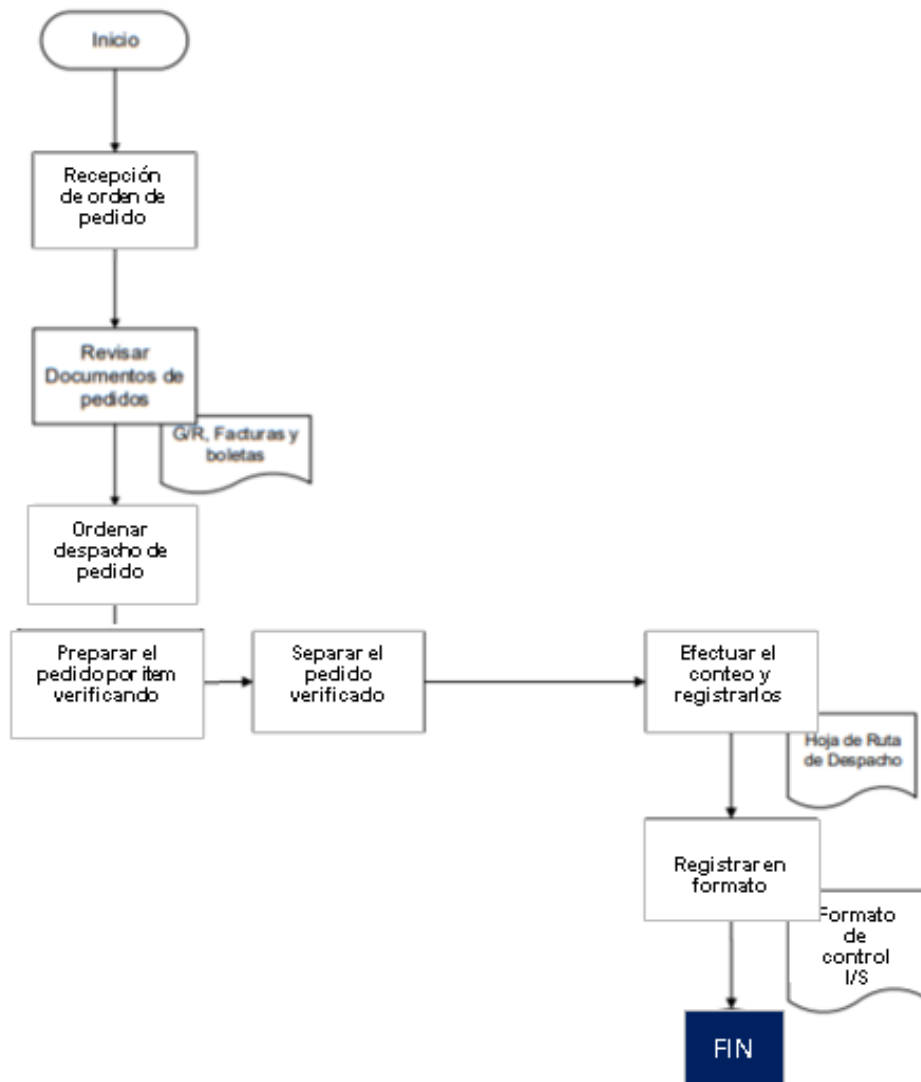 Inicio
Recepción
de orden de
pedido
Revisar
Documentos de
pedidos
G/R, Facturas y
boletas
Ordenar
despacho de
pedido
Preparar el
pedido por item
verificando
Separar el
pedido
verificado
Efectuar el
conteo y
registrarlos
Hoja de Ruta
de Despacho
Registrar en
formato
Formato
de
control
I/S
FIN